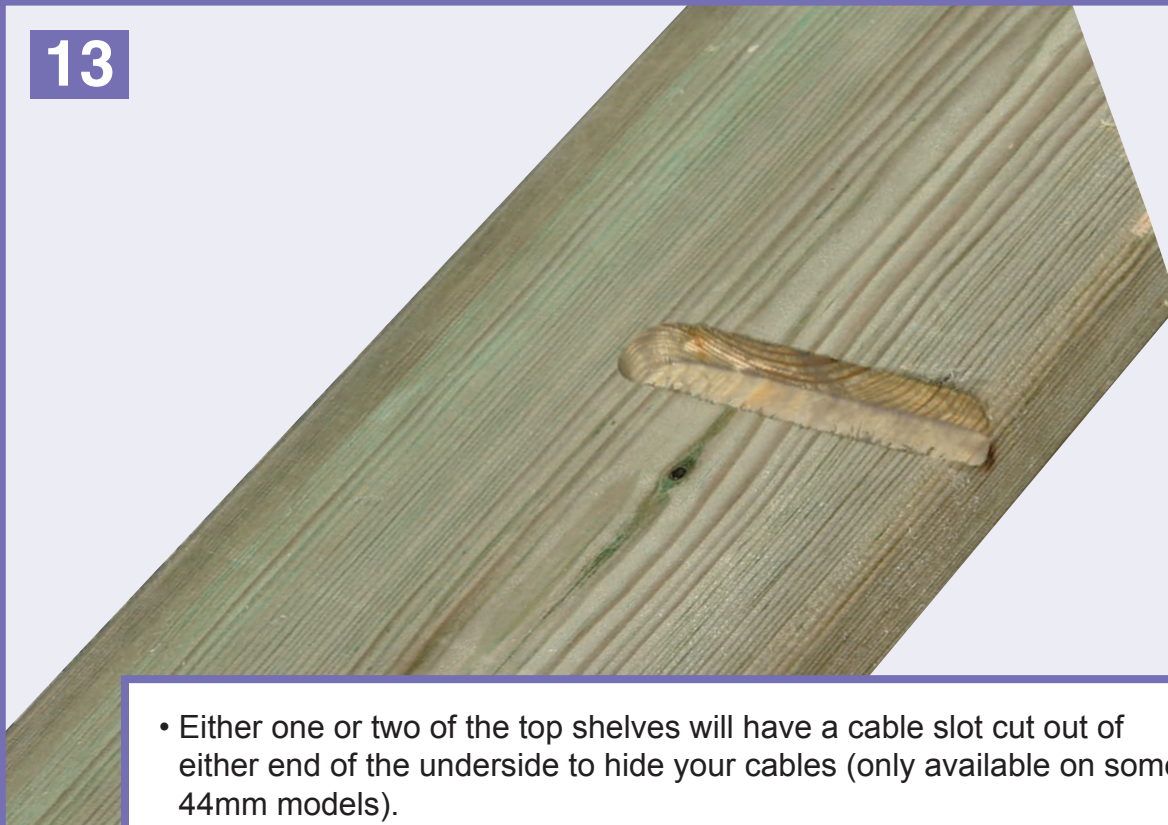 13
• Either one or two of the top shelves will have a cable slot cut out of
either end of the underside to hide your cables (only available on some
44mm models).